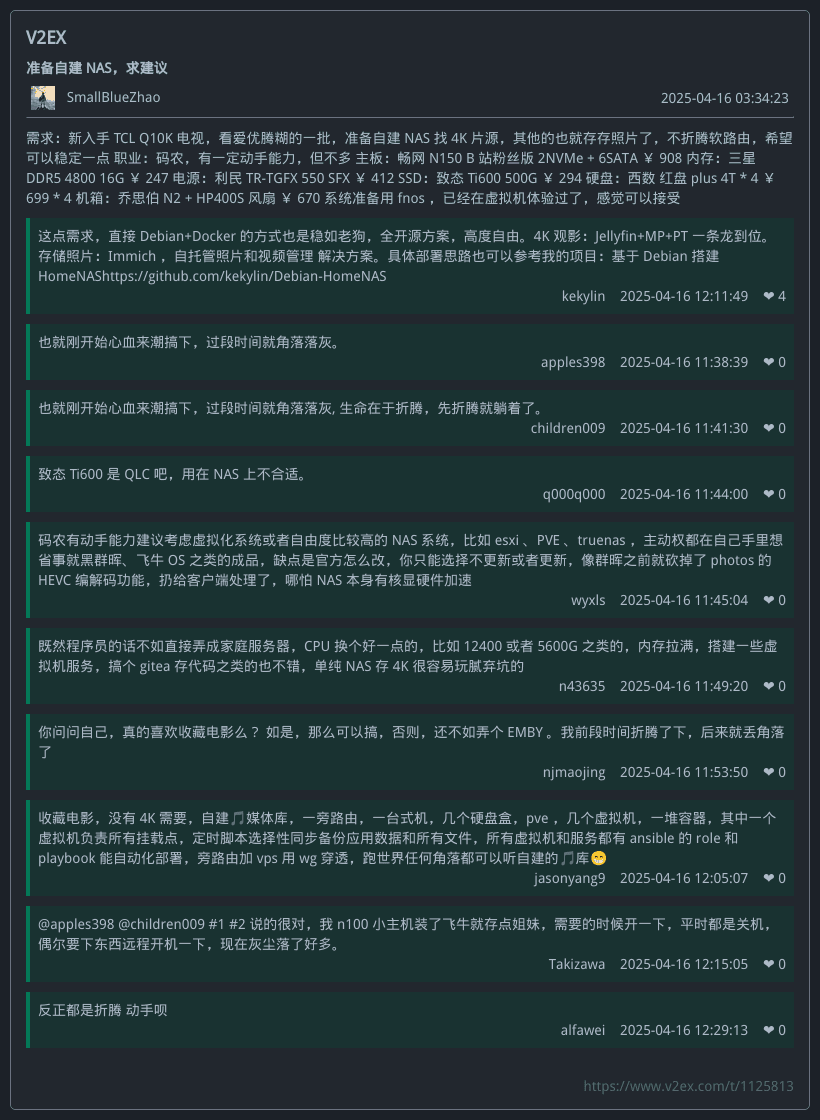 V2EX
准备自建 NAS，求建议
SmallBlueZhao 2025-04-16 03:34:23
需求：新入手 TCL Q10K 电视，看爱优腾糊的一批，准备自建 NAS 找 4K 片源，其他的也就存存照片了，不折腾软路由，希望
可以稳定一点 职业：码农，有一定动手能力，但不多 主板：畅网 N150 B 站粉丝版 2NVMe + 6SATA ￥ 908 内存：三星
DDR5 4800 16G ￥ 247 电源：利民 TR-TGFX 550 SFX ￥ 412 SSD：致态 Ti600 500G ￥ 294 硬盘：西数 红盘 plus 4T * 4 ￥
699 * 4 机箱：乔思伯 N2 + HP400S 风扇 ￥ 670 系统准备用 fnos ，已经在虚拟机体验过了，感觉可以接受
这点需求，直接 Debian+Docker 的方式也是稳如老狗，全开源方案，高度自由。4K 观影：Jellyfin+MP+PT 一条龙到位。
存储照片：Immich ，自托管照片和视频管理 解决方案。具体部署思路也可以参考我的项目：基于 Debian 搭建
HomeNAShttps://github.com/kekylin/Debian-HomeNAS
kekylin 2025-04-16 12:11:49 ❤ 4
也就刚开始心血来潮搞下，过段时间就角落落灰。
apples398 2025-04-16 11:38:39 ❤ 0
也就刚开始心血来潮搞下，过段时间就角落落灰, 生命在于折腾，先折腾就躺着了。
children009 2025-04-16 11:41:30 ❤ 0
致态 Ti600 是 QLC 吧，用在 NAS 上不合适。
q000q000 2025-04-16 11:44:00 ❤ 0
码农有动手能力建议考虑虚拟化系统或者自由度比较高的 NAS 系统，比如 esxi 、PVE 、truenas ，主动权都在自己手里想
省事就黑群晖、飞牛 OS 之类的成品，缺点是官方怎么改，你只能选择不更新或者更新，像群晖之前就砍掉了 photos 的
HEVC 编解码功能，扔给客户端处理了，哪怕 NAS 本身有核显硬件加速
wyxls 2025-04-16 11:45:04 ❤ 0
既然程序员的话不如直接弄成家庭服务器，CPU 换个好一点的，比如 12400 或者 5600G 之类的，内存拉满，搭建一些虚
拟机服务，搞个 gitea 存代码之类的也不错，单纯 NAS 存 4K 很容易玩腻弃坑的
n43635 2025-04-16 11:49:20 ❤ 0
你问问自己，真的喜欢收藏电影么？ 如是，那么可以搞，否则，还不如弄个 EMBY 。我前段时间折腾了下，后来就丢角落
了
njmaojing 2025-04-16 11:53:50 ❤ 0
收藏电影，没有 4K 需要，自建🎵媒体库，一旁路由，一台式机，几个硬盘盒，pve ，几个虚拟机，一堆容器，其中一个
虚拟机负责所有挂载点，定时脚本选择性同步备份应用数据和所有文件，所有虚拟机和服务都有 ansible 的 role 和
playbook 能自动化部署，旁路由加 vps 用 wg 穿透，跑世界任何角落都可以听自建的🎵库😁
jasonyang9 2025-04-16 12:05:07 ❤ 0
@apples398 @children009 #1 #2 说的很对，我 n100 小主机装了飞牛就存点姐妹，需要的时候开一下，平时都是关机，
偶尔要下东西远程开机一下，现在灰尘落了好多。
Takizawa 2025-04-16 12:15:05 ❤ 0
反正都是折腾 动手呗
alfawei 2025-04-16 12:29:13 ❤ 0
https://www.v2ex.com/t/1125813